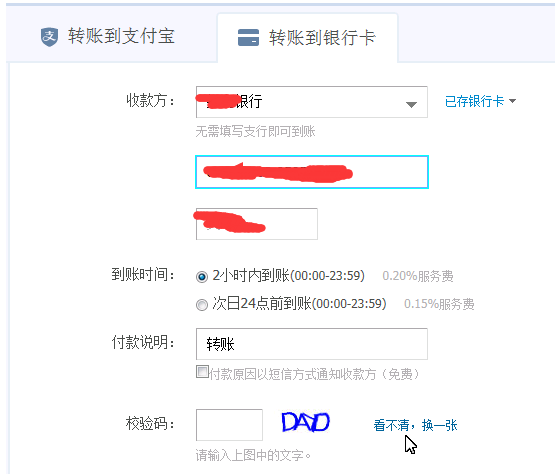 转账到支付宝 转账到银行卡
收款方： 银行 已存银行卡
无需填写支行即可到账
到账时间： 2小时内到账(00:00-23:59) 0.20%服务费
次日24点前到账(00:00-23:59) 0.15%服务费
付款说明： 转账
付款原因以短信方式通知收款方（免费）
校验码： 看不清，换一张
请输入上图中的文字。